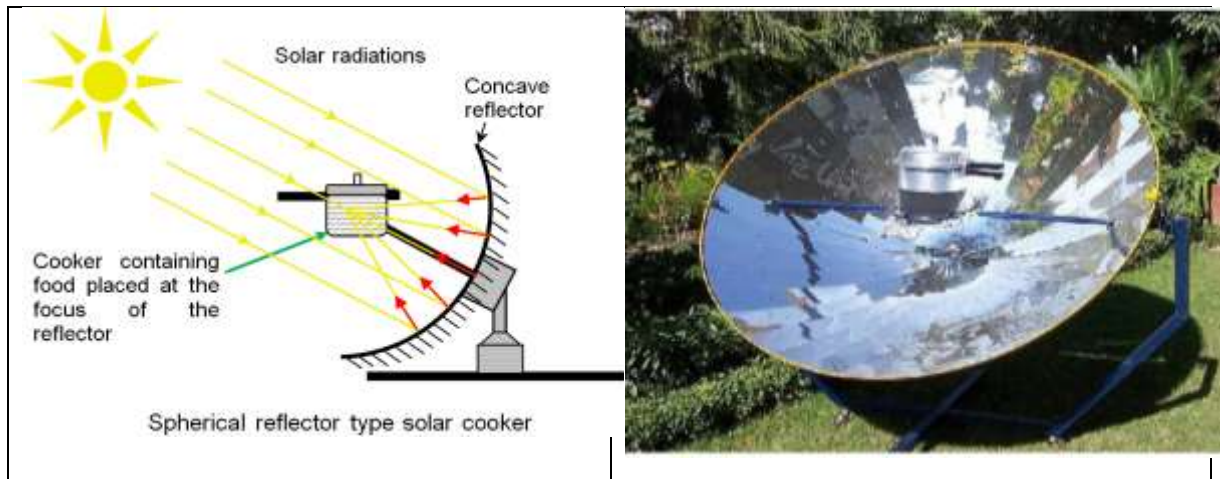 Solar radiations
Concave
reflector
Cooker containing
food placed at the
focus of the
reflector
Spherical reflector type solar cooker